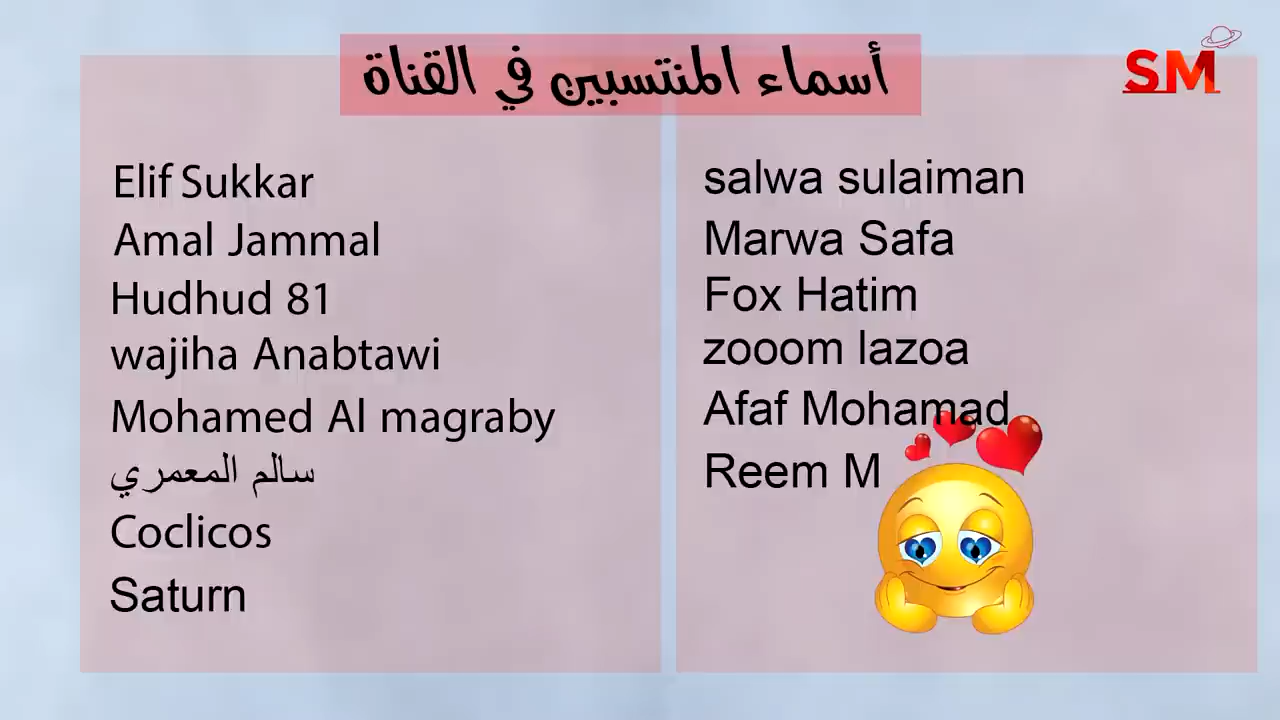 أسماء المنتسبين في القناة
SM
Elif Sukkar
Amal Jammal
Hudhud 81
wajiha Anabtawi
Mohamed Al magraby
سالم المعمري
Coclicos
Saturn
salwa sulaiman
Marwa Safa
Fox Hatim
zooom lazoa
Afaf Mohamad
Reem M